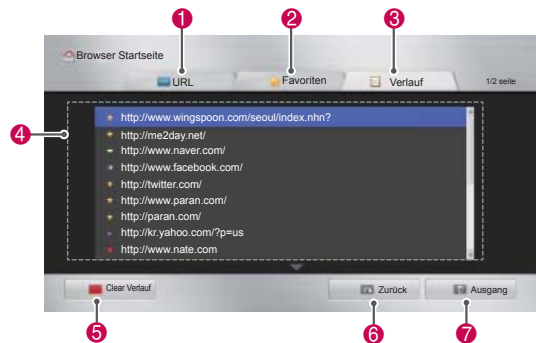 1 2 3
Browser Startseite
URL Favoriten Verlauf 1/2 seite
4
http://www.wingspoon.com/seoul/index.nhn?
http://me2day.net/
http://www.naver.com/
http://www.facebook.com/
http://twitter.com/
http://www.paran.com/
http://paran.com/
http://kr.yahoo.com/?p=us
http://www.nate.com
Clear Verlauf Zurück Ausgang
5 6 7